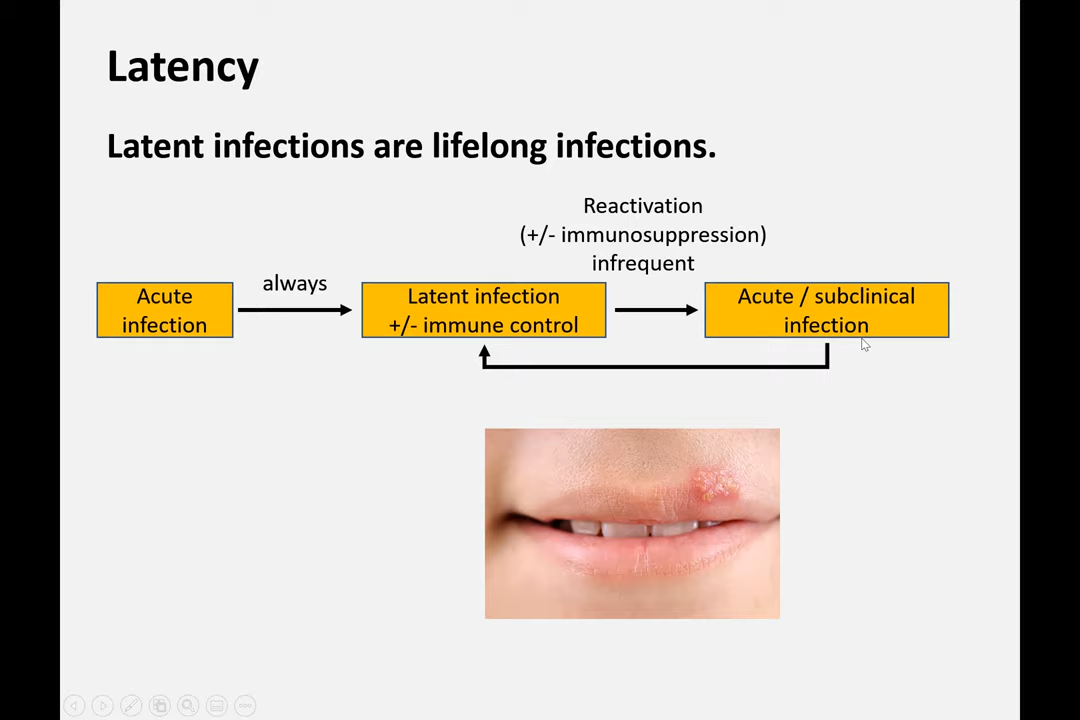 Latency
Latent infections are lifelong infections.
Reactivation
(+/- immunosuppression)
infrequent
always
Acute
infection
Latent infection
+/- immune control
Acute / subclinical
infection